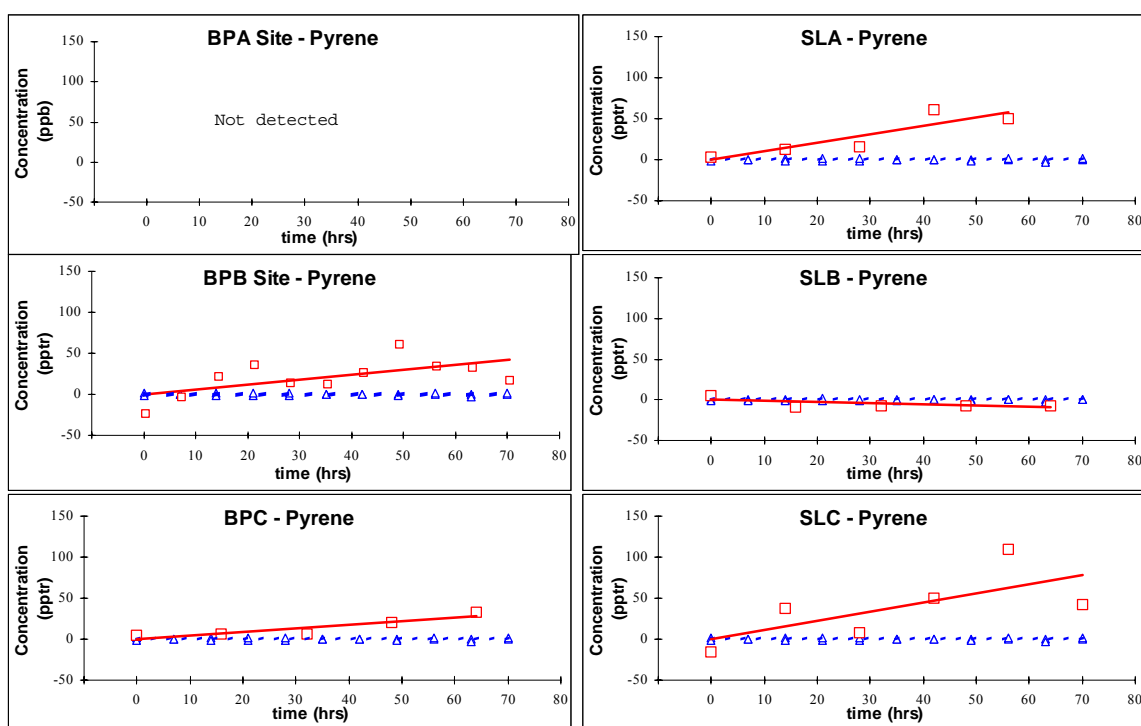 BPA Site - Pyrene
Concentration
(ppb)
150
100
50
0
-50
Not detected
0 10 20 30 40 50 60 70 80
time (hrs)
SLA - Pyrene
Concentration
(pptr)
150
100
50
0
-50
0 10 20 30 40 50 60 70 80
time (hrs)
BPB Site - Pyrene
Concentration
(pptr)
150
100
50
0
-50
0 10 20 30 40 50 60 70 80
time (hrs)
SLB - Pyrene
Concentration
(pptr)
150
100
50
0
-50
0 10 20 30 40 50 60 70 80
time (hrs)
BPC - Pyrene
Concentration
(pptr)
150
100
50
0
-50
0 10 20 30 40 50 60 70 80
time (hrs)
SLC - Pyrene
Concentration
(pptr)
150
100
50
0
-50
0 10 20 30 40 50 60 70 80
time (hrs)